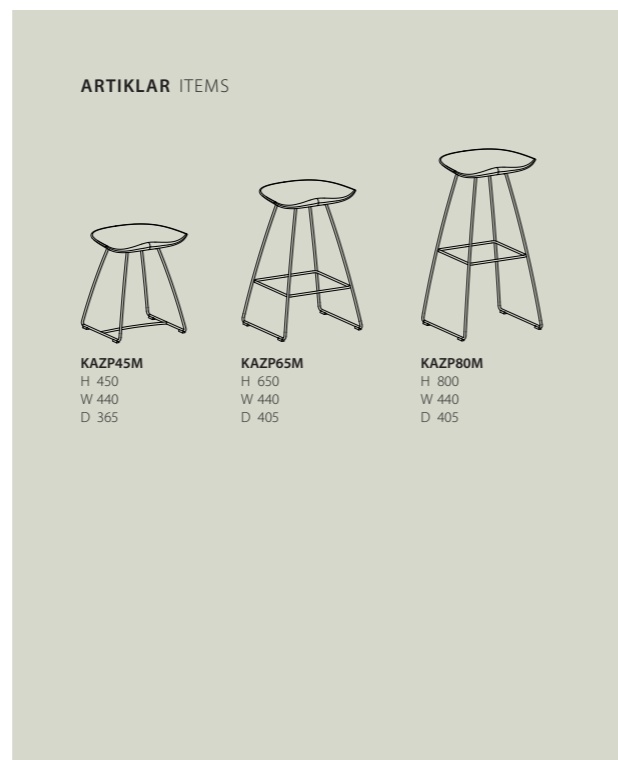 ARTIKLAR ITEMS
KAZP45M
H 450
W 440
D 365
KAZP65M
H 650
W 440
D 405
KAZP80M
H 800
W 440
D 405